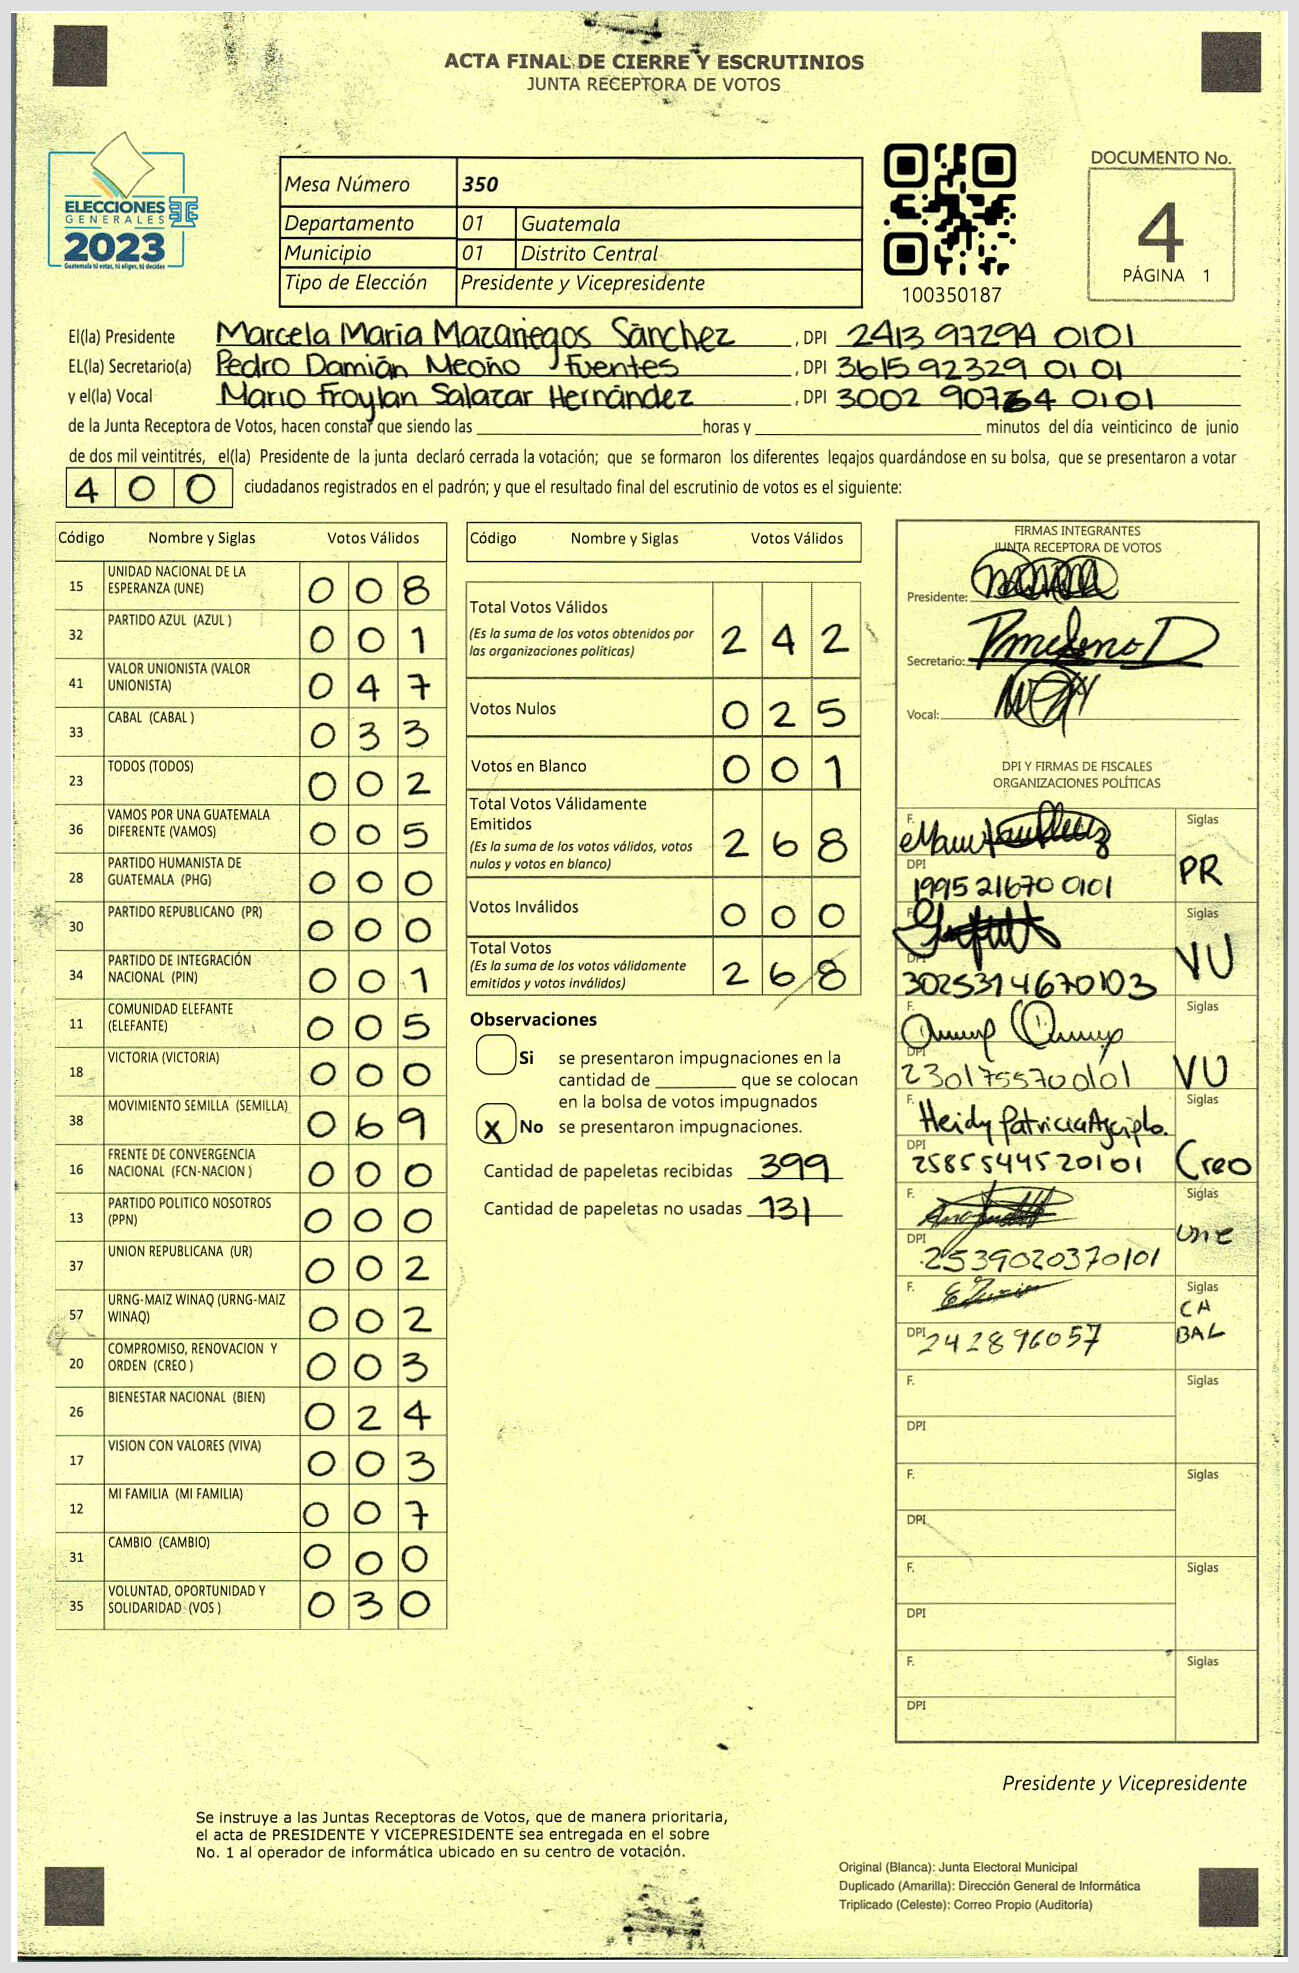 ACTA FINAL DE CIERRE Y ESCRUTINIOS
JUNTA RECEPTORA DE VOTOS
ELECCIONES
GENERALES
2023
Guatemala tú votas, tú eliges, tú decides
Mesa Número 350
Departamento 01 Guatemala
Municipio 01 Distrito Central
Tipo de Elección Presidente y Vicepresidente
100350187
DOCUMENTO No.
4
PÁGINA 1
El(la) Presidente Marcela María Mazariegos Sánchez, DPI 2413 97294 0101
EL(la) Secretario(a) Pedro Damián Meoño Fuentes, DPI 3615 92329 01 01
y el(la) Vocal Mario Froylan Salazar Hernández, DPI 3002 90764 0101
de la Junta Receptora de Votos, hacen constar que siendo las ____ horas y ____ minutos del día veinticinco de junio
de dos mil veintitrés, el(la) Presidente de la junta declaró cerrada la votación; que se formaron los diferentes legajos guardándose en su bolsa, que se presentaron a votar
4 0 0 ciudadanos registrados en el padrón; y que el resultado final del escrutinio de votos es el siguiente:
Código Nombre y Siglas Votos Válidos
15 UNIDAD NACIONAL DE LA
ESPERANZA (UNE) 0 0 8
32 PARTIDO AZUL (AZUL ) 0 0 1
41 VALOR UNIONISTA (VALOR
UNIONISTA) 0 4 7
33 CABAL (CABAL ) 0 3 3
23 TODOS (TODOS) 0 0 2
36 VAMOS POR UNA GUATEMALA
DIFERENTE (VAMOS) 0 0 5
28 PARTIDO HUMANISTA DE
GUATEMALA (PHG) 0 0 0
30 PARTIDO REPUBLICANO (PR) 0 0 0
34 PARTIDO DE INTEGRACIÓN
NACIONAL (PIN) 0 0 1
11 COMUNIDAD ELEFANTE
(ELEFANTE) 0 0 5
18 VICTORIA (VICTORIA) 0 0 0
38 MOVIMIENTO SEMILLA (SEMILLA) 0 6 9
16 FRENTE DE CONVERGENCIA
NACIONAL (FCN-NACION ) 0 0 0
13 PARTIDO POLITICO NOSOTROS
(PPN) 0 0 0
37 UNION REPUBLICANA (UR) 0 0 2
57 URNG-MAIZ WINAQ (URNG-MAIZ
WINAQ) 0 0 2
20 COMPROMISO, RENOVACION Y
ORDEN (CREO ) 0 0 3
26 BIENESTAR NACIONAL (BIEN) 0 2 4
17 VISION CON VALORES (VIVA) 0 0 3
12 MI FAMILIA (MI FAMILIA) 0 0 7
31 CAMBIO (CAMBIO) 0 0 0
35 VOLUNTAD, OPORTUNIDAD Y
SOLIDARIDAD (VOS ) 0 3 0
Código Nombre y Siglas Votos Válidos
Total Votos Válidos
(Es la suma de los votos obtenidos por
las organizaciones políticas) 2 4 2
Votos Nulos 0 2 5
Votos en Blanco 0 0 1
Total Votos Válidamente
Emitidos
(Es la suma de los votos válidos, votos
nulos y votos en blanco) 2 6 8
Votos Inválidos 0 0 0
Total Votos
(Es la suma de los votos válidamente
emitidos y votos inválidos) 2 6 8
Observaciones
Si se presentaron impugnaciones en la
cantidad de ____ que se colocan
en la bolsa de votos impugnados
X No se presentaron impugnaciones.
Cantidad de papeletas recibidas 399
Cantidad de papeletas no usadas 131
FIRMAS INTEGRANTES
JUNTA RECEPTORA DE VOTOS
Presidente:
Secretario:
Vocal:
DPI Y FIRMAS DE FISCALES
ORGANIZACIONES POLÍTICAS
F. Siglas
DPI PR
1995 21670 0101
F. Siglas
DPI VU
3025314670103
F. Siglas
DPI
2301755700101 VU
F. Heidy Patricia Siglas
DPI
2585544520101 Creo
F. Siglas
DPI une
2539020370101
F. Siglas
CA
DPI 242896057 BAL
F. Siglas
DPI
F. Siglas
DPI
F. Siglas
DPI
F. Siglas
DPI
Presidente y Vicepresidente
Se instruye a las Juntas Receptoras de Votos, que de manera prioritaria,
el acta de PRESIDENTE Y VICEPRESIDENTE sea entregada en el sobre
No. 1 al operador de informática ubicado en su centro de votación.
Original (Blanca): Junta Electoral Municipal
Duplicado (Amarilla): Dirección General de Informática
Triplicado (Celeste): Correo Propio (Auditoría)